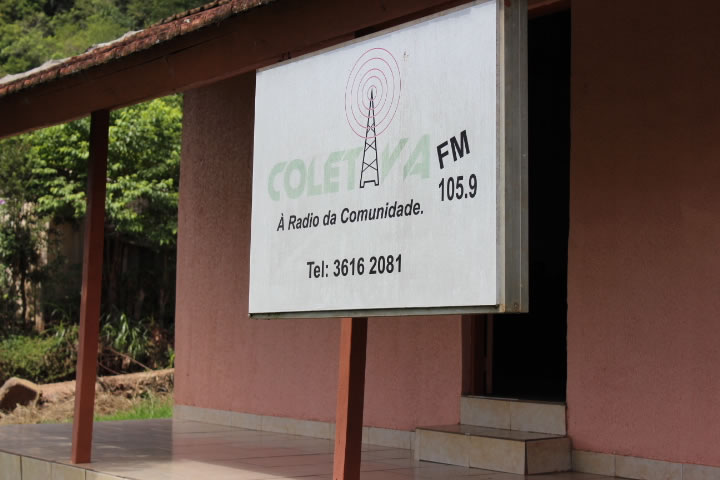 COLETIVA FM
105.9
À Radio da Comunidade.
Tel: 3616 2081